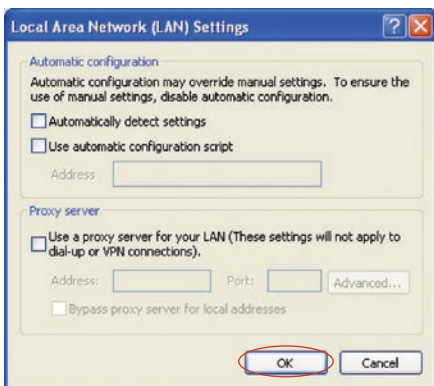 Local Area Network (LAN) Settings
Automatic configuration
Automatic configuration may override manual settings. To ensure the
use of manual settings, disable automatic configuration.
Automatically detect settings
Use automatic configuration script
Address
Proxy server
Use a proxy server for your LAN (These settings will not apply to
dial-up or VPN connections).
Address:
Port:
Advanced...
Bypass proxy server for local addresses
OK
Cancel